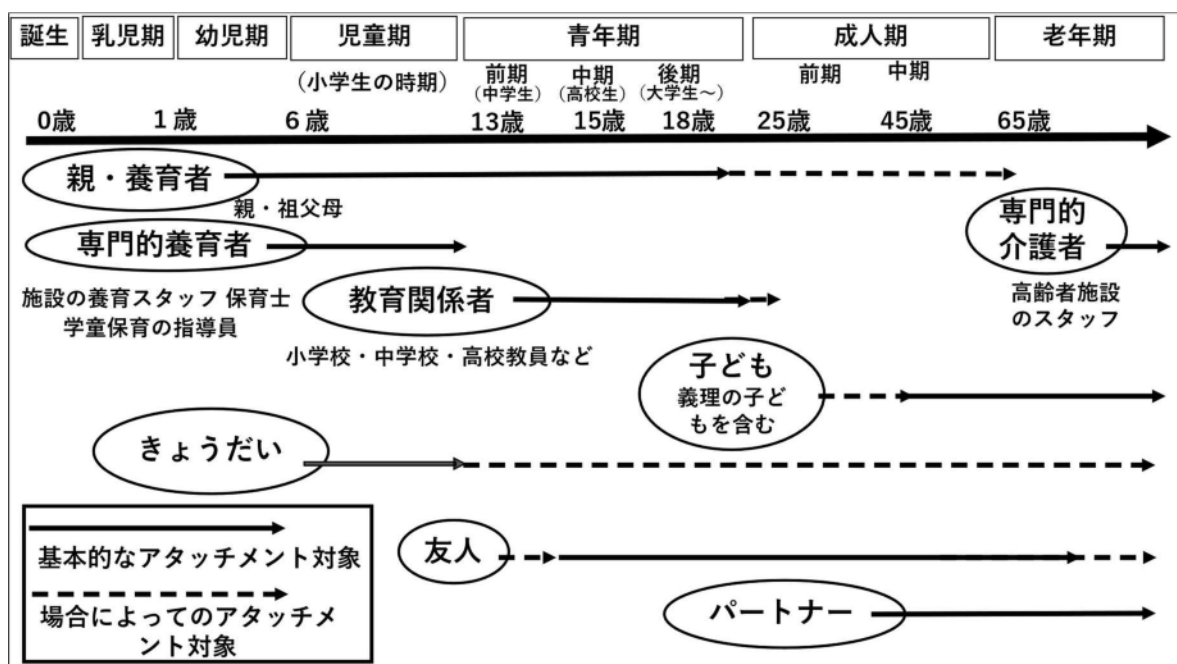 誕生 乳児期 幼児期 児童期 青年期 成人期 老年期
(小学生の時期) 前期 中期 後期 前期 中期
(中学生) (高校生) (大学生~)
0歳 1歳 6歳 13歳 15歳 18歳 25歳 45歳 65歳
親・養育者
親・祖父母
専門的養育者
施設の養育スタッフ 保育士
学童保育の指導員
専門的
介護者
高齢者施設
のスタッフ
教育関係者
小学校・中学校・高校教員など
子ども
義理の子ど
もを含む
きょうだい
友人
パートナー
基本的なアタッチメント対象
場合によってのアタッチメ
ント対象